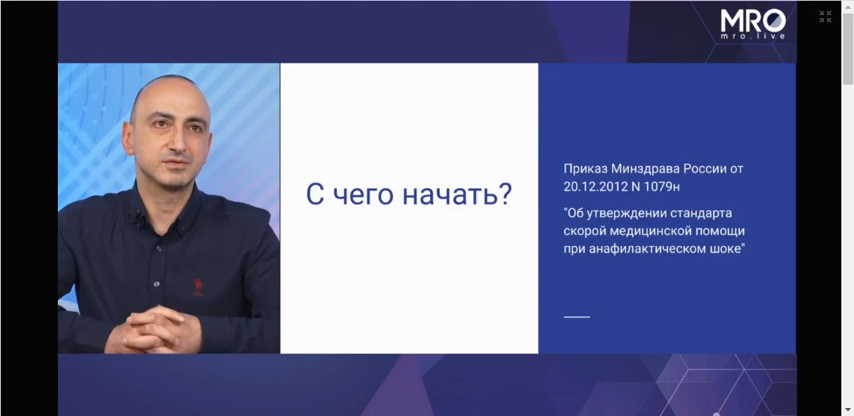 MRO
mro.live
С чего начать?
Приказ Минздрава России от
20.12.2012 N 1079н
"Об утверждении стандарта
скорой медицинской помощи
при анафилактическом шоке"